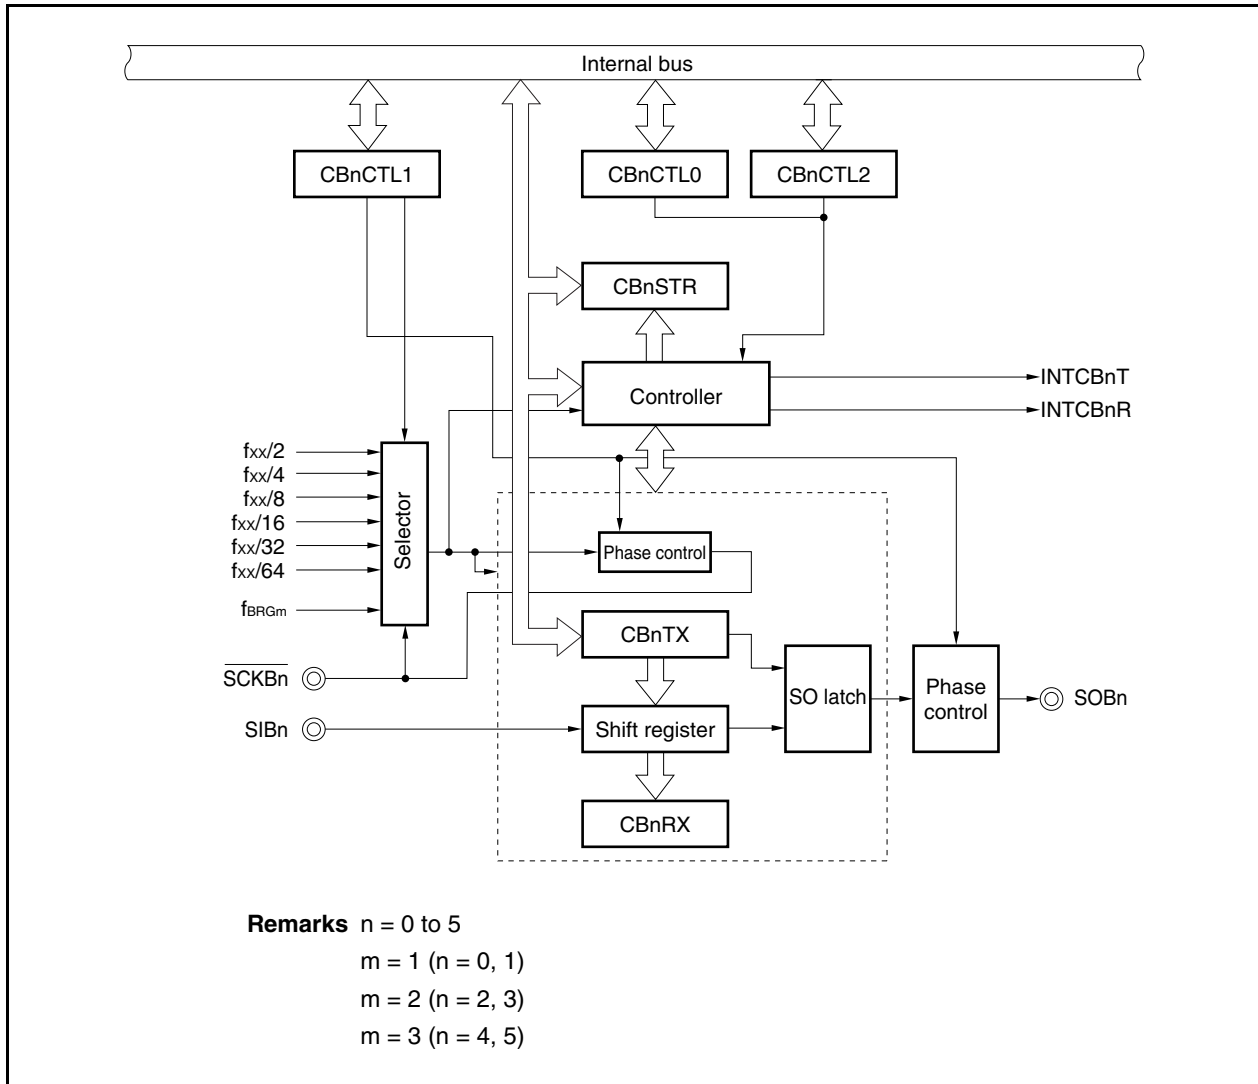 Internal bus
CBnCTL1
CBnCTL0
CBnCTL2
CBnSTR
Controller
INTCBnT
INTCBnR
fxx/2
fxx/4
fxx/8
fxx/16
fxx/32
fxx/64
fBRGm
Selector
Phase control
SCKBn
SIBn
CBnTX
Shift register
CBnRX
SO latch
Phase
control
SOBn
Remarks n = 0 to 5
m = 1 (n = 0, 1)
m = 2 (n = 2, 3)
m = 3 (n = 4, 5)